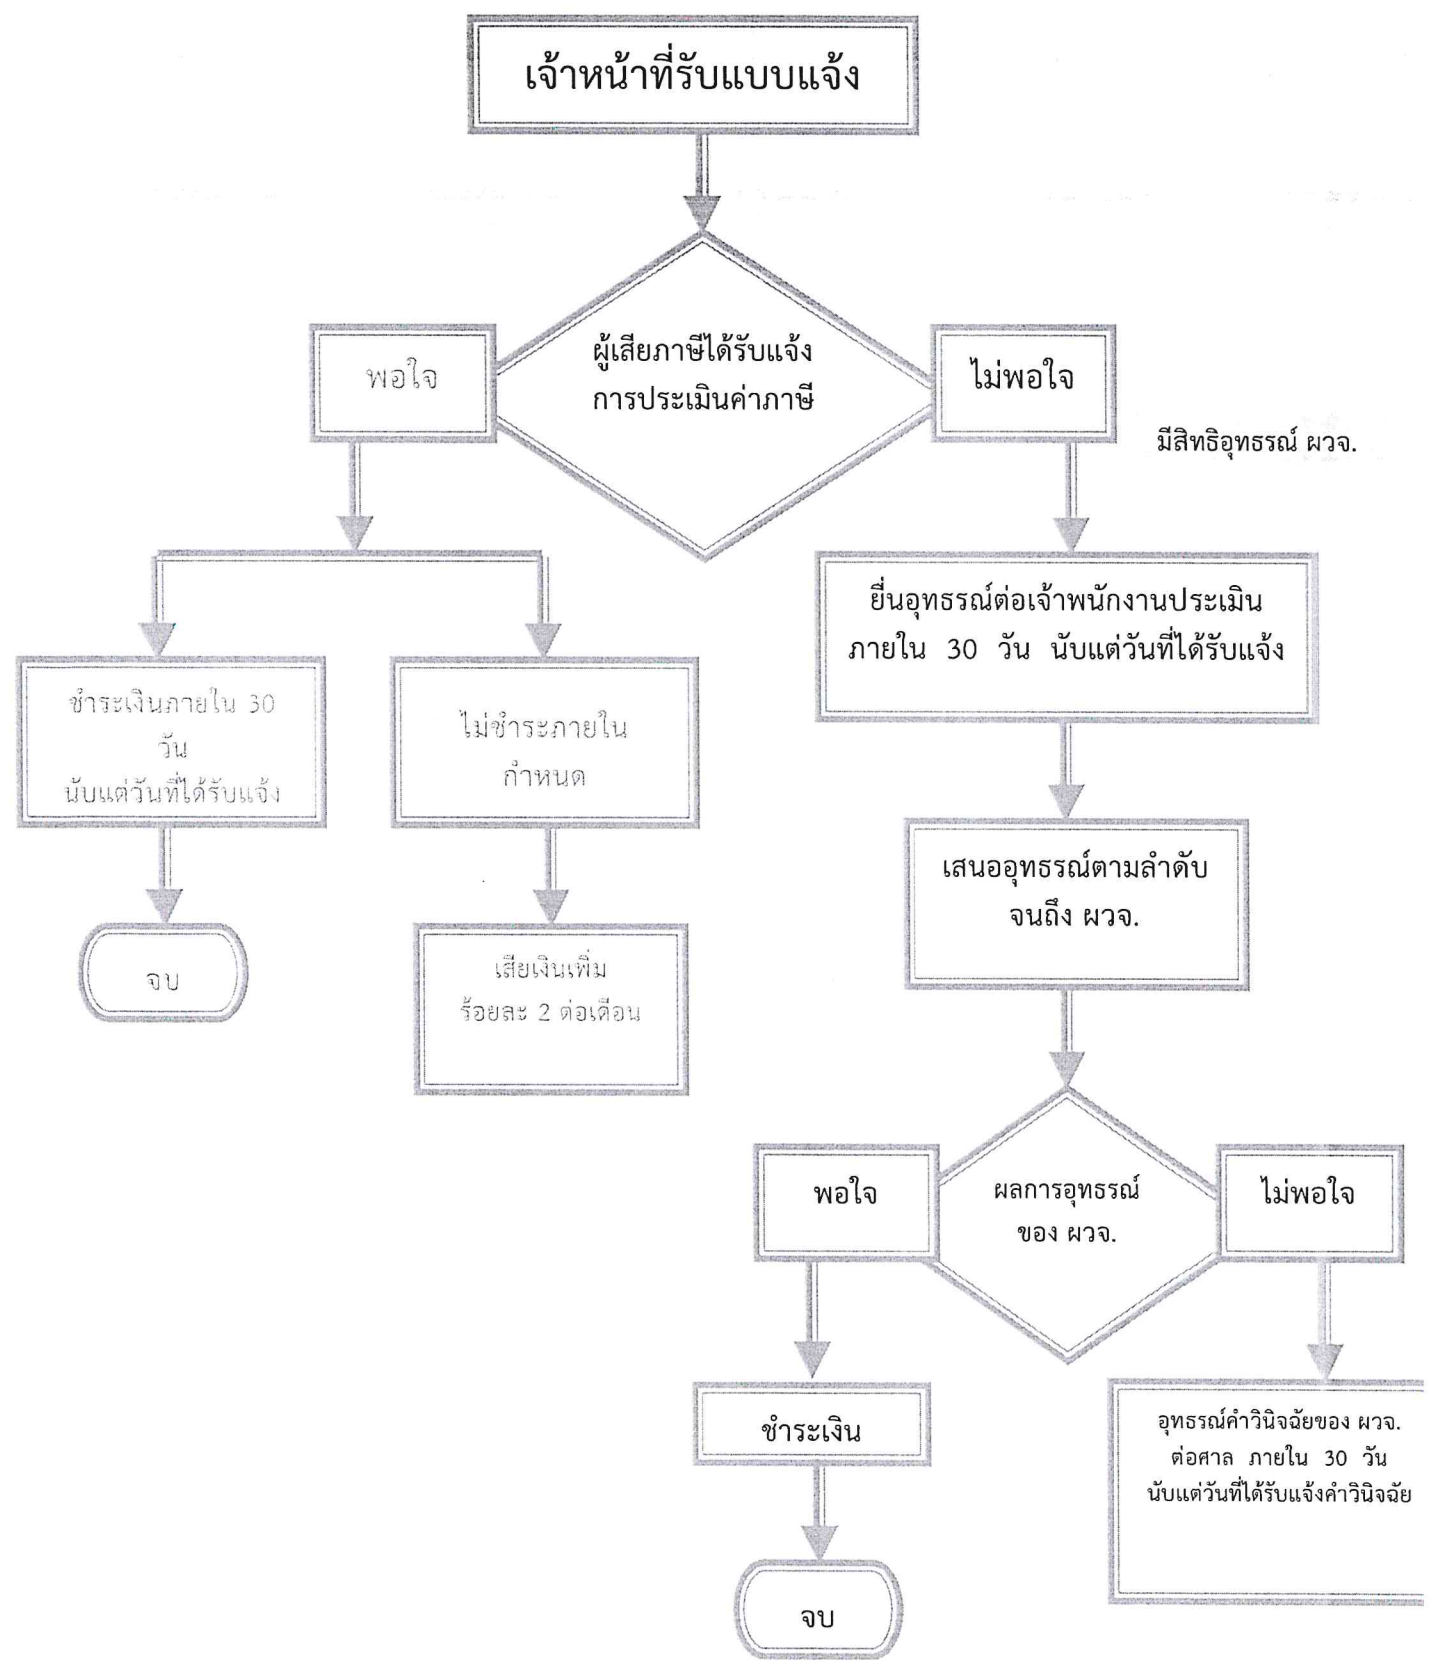 เจ้าหน้าที่รับแบบแจ้ง
ผู้เสียภาษีได้รับแจ้ง
การประเมินค่าภาษี
พอใจ
ไม่พอใจ
มีสิทธิอุทธรณ์ ผวจ.
ชำระเงินภายใน 30
วัน
นับแต่วันที่ได้รับแจ้ง
ไม่ชำระภายใน
กำหนด
ยื่นอุทธรณ์ต่อเจ้าพนักงานประเมิน
ภายใน 30 วัน นับแต่วันที่ได้รับแจ้ง
จบ
เสียเงินเพิ่ม
ร้อยละ 2 ต่อเดือน
เสนออุทธรณ์ตามลำดับ
จนถึง ผวจ.
พอใจ
ผลการอุทธรณ์
ของ ผวจ.
ไม่พอใจ
ชำระเงิน
อุทธรณ์คำวินิจฉัยของ ผวจ.
ต่อศาล ภายใน 30 วัน
นับแต่วันที่ได้รับแจ้งคำวินิจฉัย
จบ